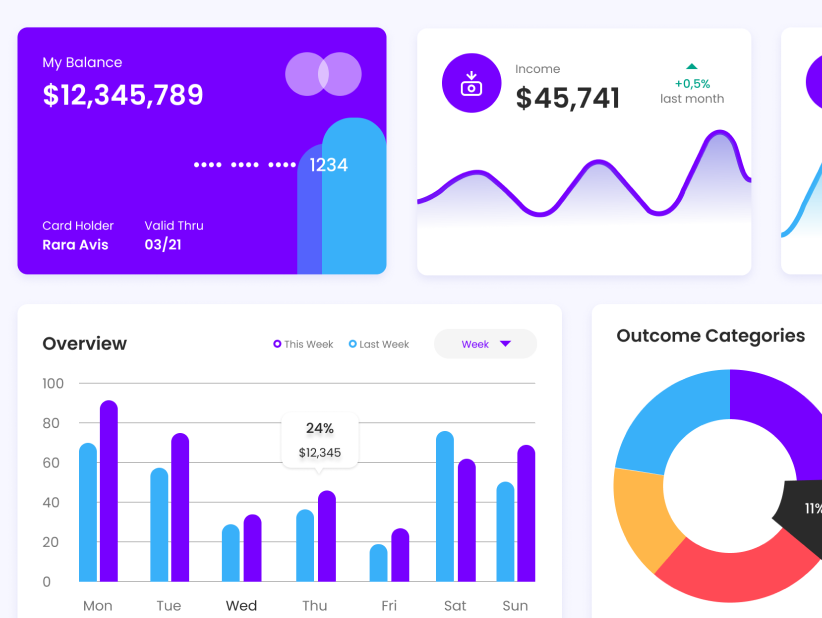 My Balance
$12,345,789
•••• •••• •••• 1234
Card Holder
Rara Avis
Valid Thru
03/21
Income
$45,741
+0,5%
last month
Overview
This Week
Last Week
Week
100
80
60
40
20
0
24%
$12,345
Mon Tue Wed Thu Fri Sat Sun
Outcome Categories
11%